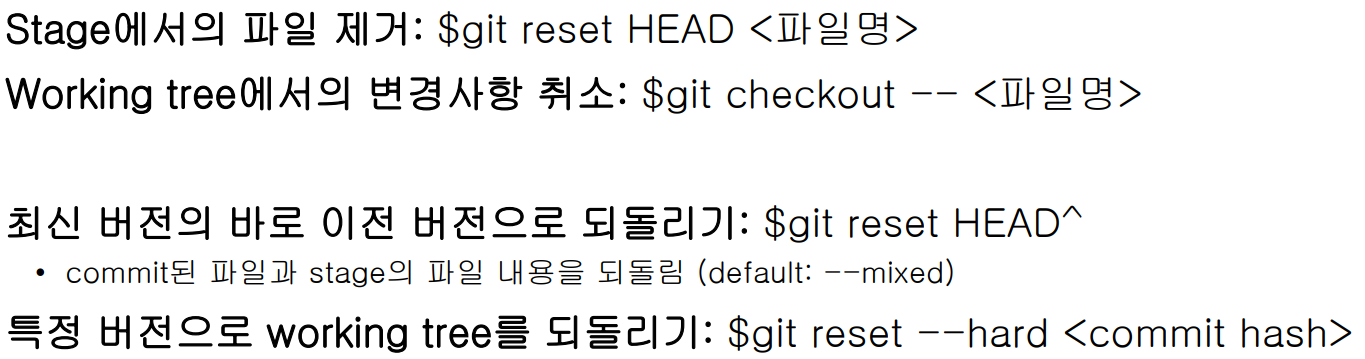 Stage에서의 파일 제거: $git reset HEAD <파일명>
Working tree에서의 변경사항 취소: $git checkout -- <파일명>
최신 버전의 바로 이전 버전으로 되돌리기: $git reset HEAD^
• commit된 파일과 stage의 파일 내용을 되돌림 (default: --mixed)
특정 버전으로 working tree를 되돌리기: $git reset --hard <commit hash>